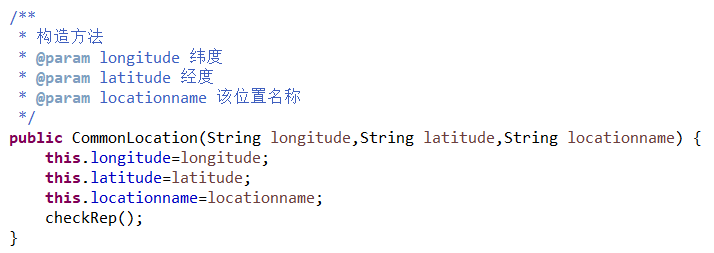 /**
 * 构造方法
 * @param longitude 纬度
 * @param latitude 经度
 * @param locationname 该位置名称
 */
public CommonLocation(String longitude,String latitude,String locationname) {
    this.longitude=longitude;
    this.latitude=latitude;
    this.locationname=locationname;
    checkRep();
}